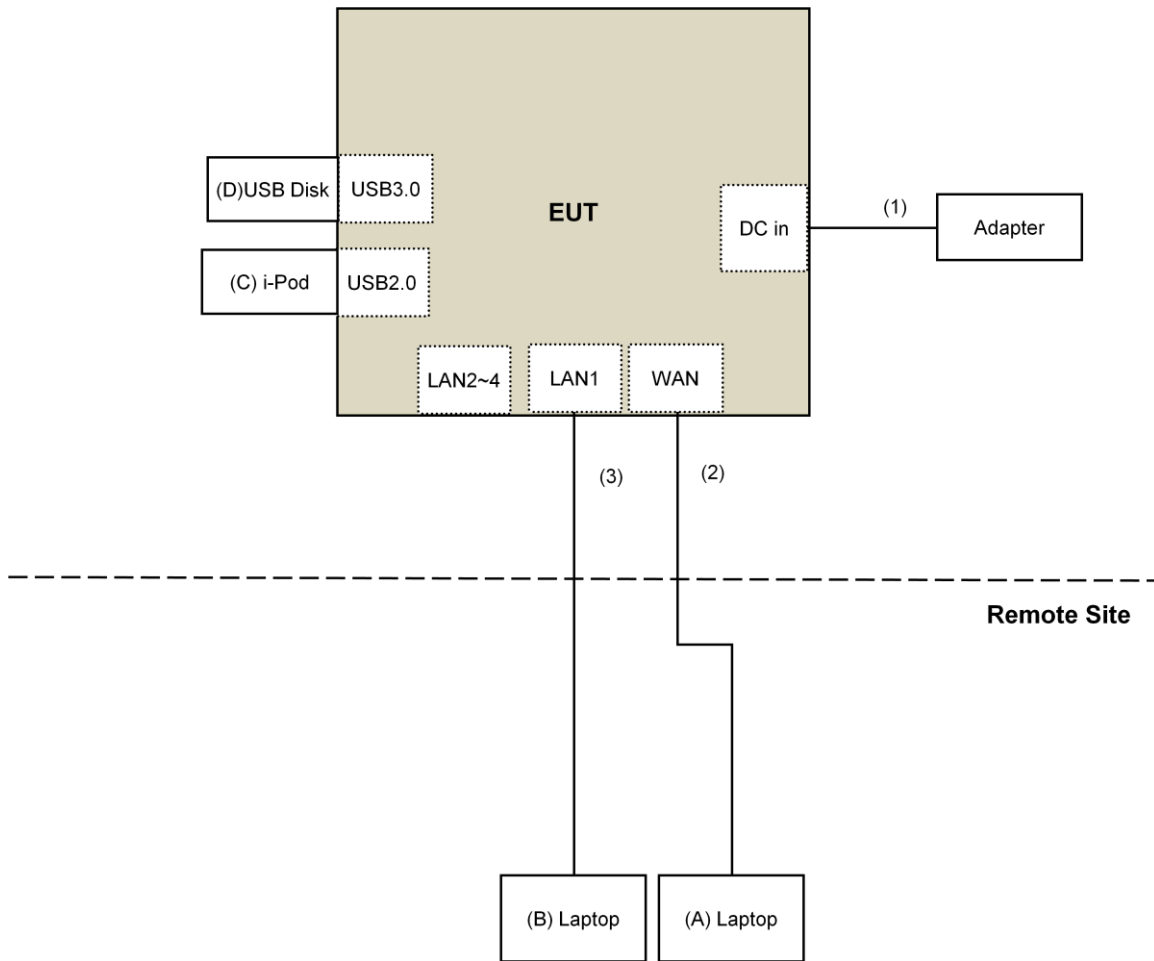 (D)USB Disk
USB3.0
EUT
DC in
(1)
Adapter
(C) i-Pod
USB2.0
LAN2~4
LAN1
WAN
(3)
(2)
Remote Site
(B) Laptop
(A) Laptop